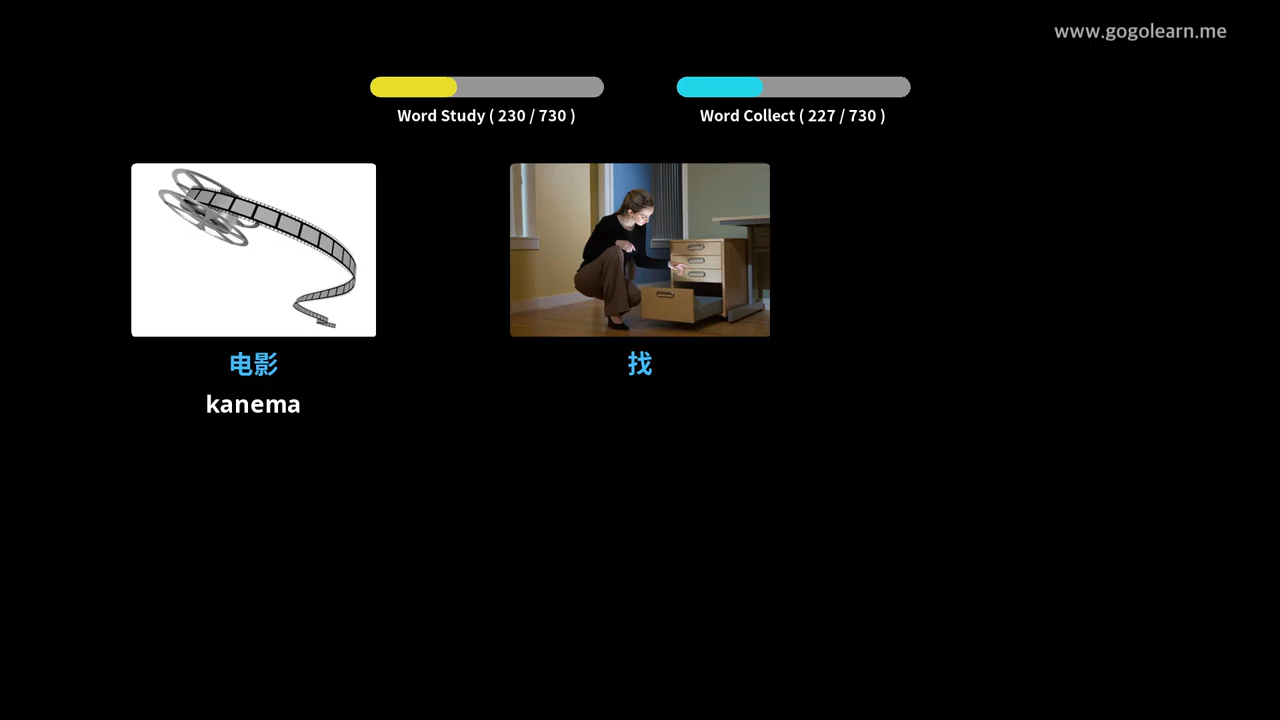 www.gogolearn.me
Word Study ( 230 / 730 )
Word Collect ( 227 / 730 )
电影
找
kanema